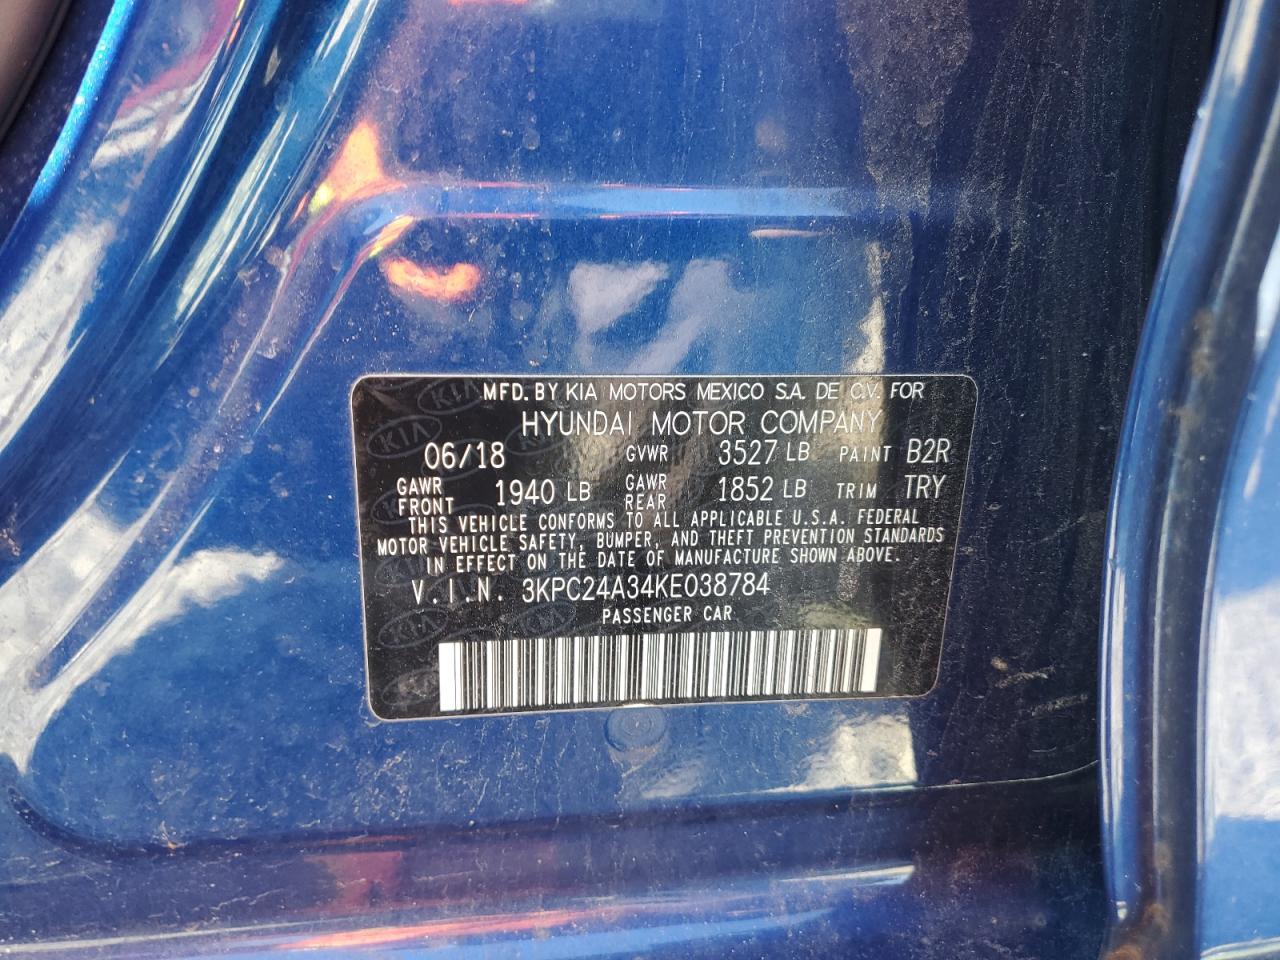 MFD. BY KIA MOTORS MEXICO S.A. DE C.V. FOR
HYUNDAI MOTOR COMPANY
06/18 GVWR 3527 LB PAINT B2R
GAWR FRONT 1940 LB GAWR REAR 1852 LB TRIM TRY
THIS VEHICLE CONFORMS TO ALL APPLICABLE U.S.A. FEDERAL
MOTOR VEHICLE SAFETY, BUMPER, AND THEFT PREVENTION STANDARDS
IN EFFECT ON THE DATE OF MANUFACTURE SHOWN ABOVE.
V.I.N. 3KPC24A34KE038784
PASSENGER CAR